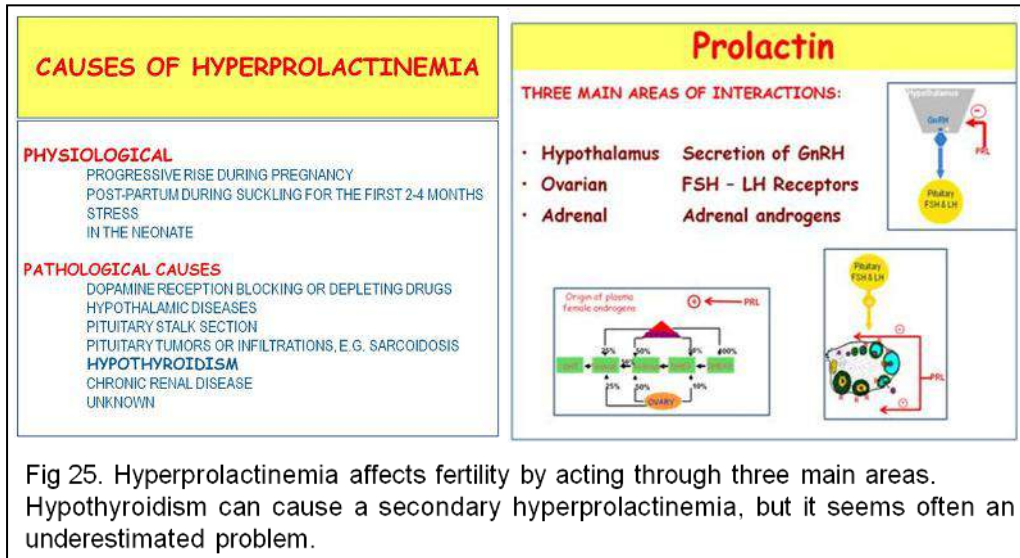 CAUSES OF HYPERPROLACTINEMIA
PHYSIOLOGICAL
PROGRESSIVE RISE DURING PREGNANCY
POST-PARTUM DURING SUCKLING FOR THE FIRST 2-4 MONTHS
STRESS
IN THE NEONATE
PATHOLOGICAL CAUSES
DOPAMINE RECEPTION BLOCKING OR DEPLETING DRUGS
HYPOTHALAMIC DISEASES
PITUITARY STALK SECTION
PITUITARY TUMORS OR INFILTRATIONS, E.G. SARCOIDOSIS
HYPOTHYROIDISM
CHRONIC RENAL DISEASE
UNKNOWN
Prolactin
THREE MAIN AREAS OF INTERACTIONS:
• Hypothalamus Secretion of GnRH
• Ovarian FSH - LH Receptors
• Adrenal Adrenal androgens
Hypothalamus
GnRH
PRL
Pituitary
FSH & LH
Origin of plasma
female androgens
+ PRL
25% 50%
25% 50% 10%
OVARY
Pituitary
FSH & LH
PRL
Fig 25. Hyperprolactinemia affects fertility by acting through three main areas.
Hypothyroidism can cause a secondary hyperprolactinemia, but it seems often an
underestimated problem.